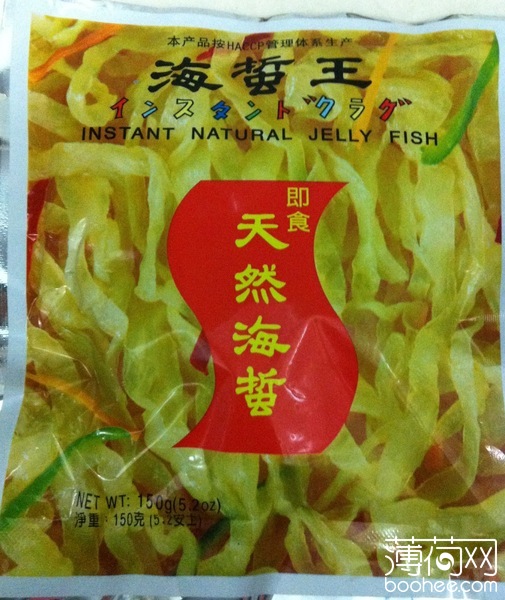 本产品按HACCP管理体系生产
海蜇王
インスタントクラゲ
INSTANT NATURAL JELLY FISH
即食
天然海蜇
NET WT: 150g(5.2oz)
淨重：150克(5.2安士)
薄荷网
boohee.com